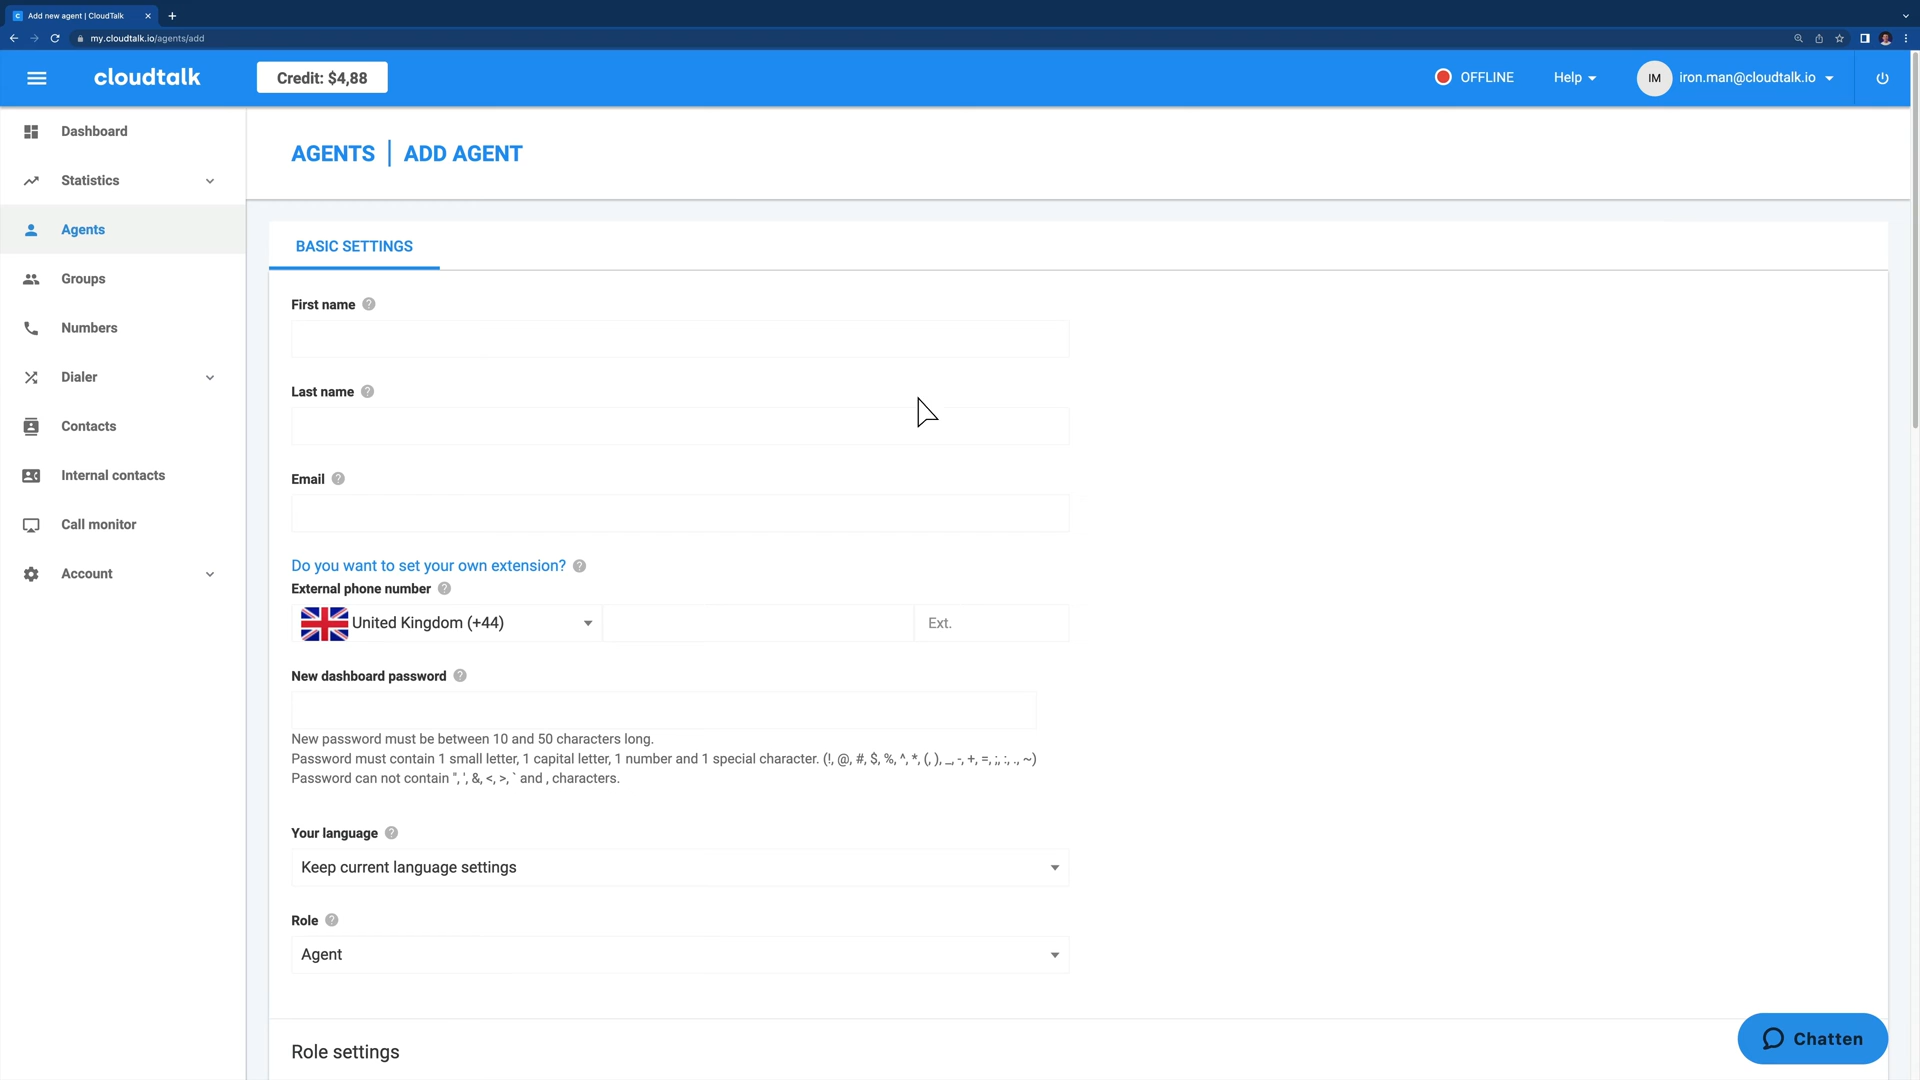 Add new agent | CloudTalk
my.cloudtalk.io/agents/add
cloudtalk
Credit: $4,88
OFFLINE
Help
IM
iron.man@cloudtalk.io
Dashboard
Statistics
Agents
Groups
Numbers
Dialer
Contacts
Internal contacts
Call monitor
Account
AGENTS | ADD AGENT
BASIC SETTINGS
First name
Last name
Email
Do you want to set your own extension?
External phone number
United Kingdom (+44)
Ext.
New dashboard password
New password must be between 10 and 50 characters long.
Password must contain 1 small letter, 1 capital letter, 1 number and 1 special character. (!, @, #, $, %, ^, *, (, ), _, -, +, =, ;, :, ., ~)
Password can not contain ", ', &, <, >, ` and , characters.
Your language
Keep current language settings
Role
Agent
Role settings
Chatten